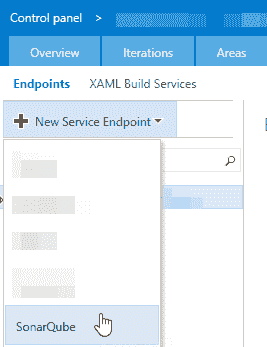 Control panel >
Overview Iterations Areas
Endpoints XAML Build Services
New Service Endpoint
SonarQube